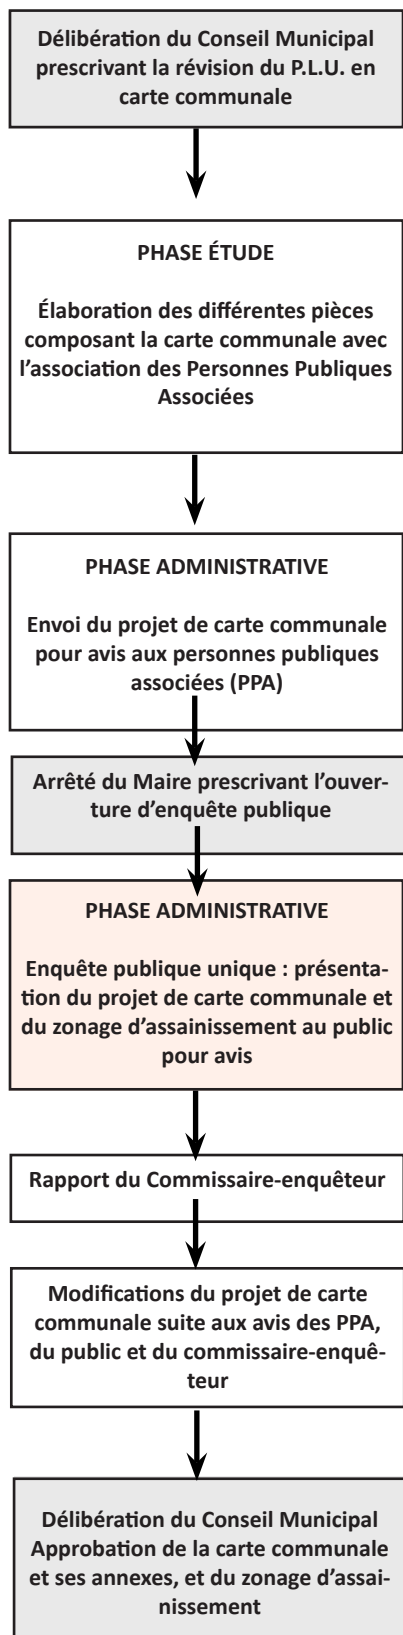 Délibération du Conseil Municipal
prescrivant la révision du P.L.U. en
carte communale
PHASE ÉTUDE
Élaboration des différentes pièces
composant la carte communale avec
l’association des Personnes Publiques
Associées
PHASE ADMINISTRATIVE
Envoi du projet de carte communale
pour avis aux personnes publiques
associées (PPA)
Arrêté du Maire prescrivant l’ouver-
ture d’enquête publique
PHASE ADMINISTRATIVE
Enquête publique unique : présenta-
tion du projet de carte communale et
du zonage d’assainissement au public
pour avis
Rapport du Commissaire-enquêteur
Modifications du projet de carte
communale suite aux avis des PPA,
du public et du commissaire-enquê-
teur
Délibération du Conseil Municipal
Approbation de la carte communale
et ses annexes, et du zonage d’assai-
nissement